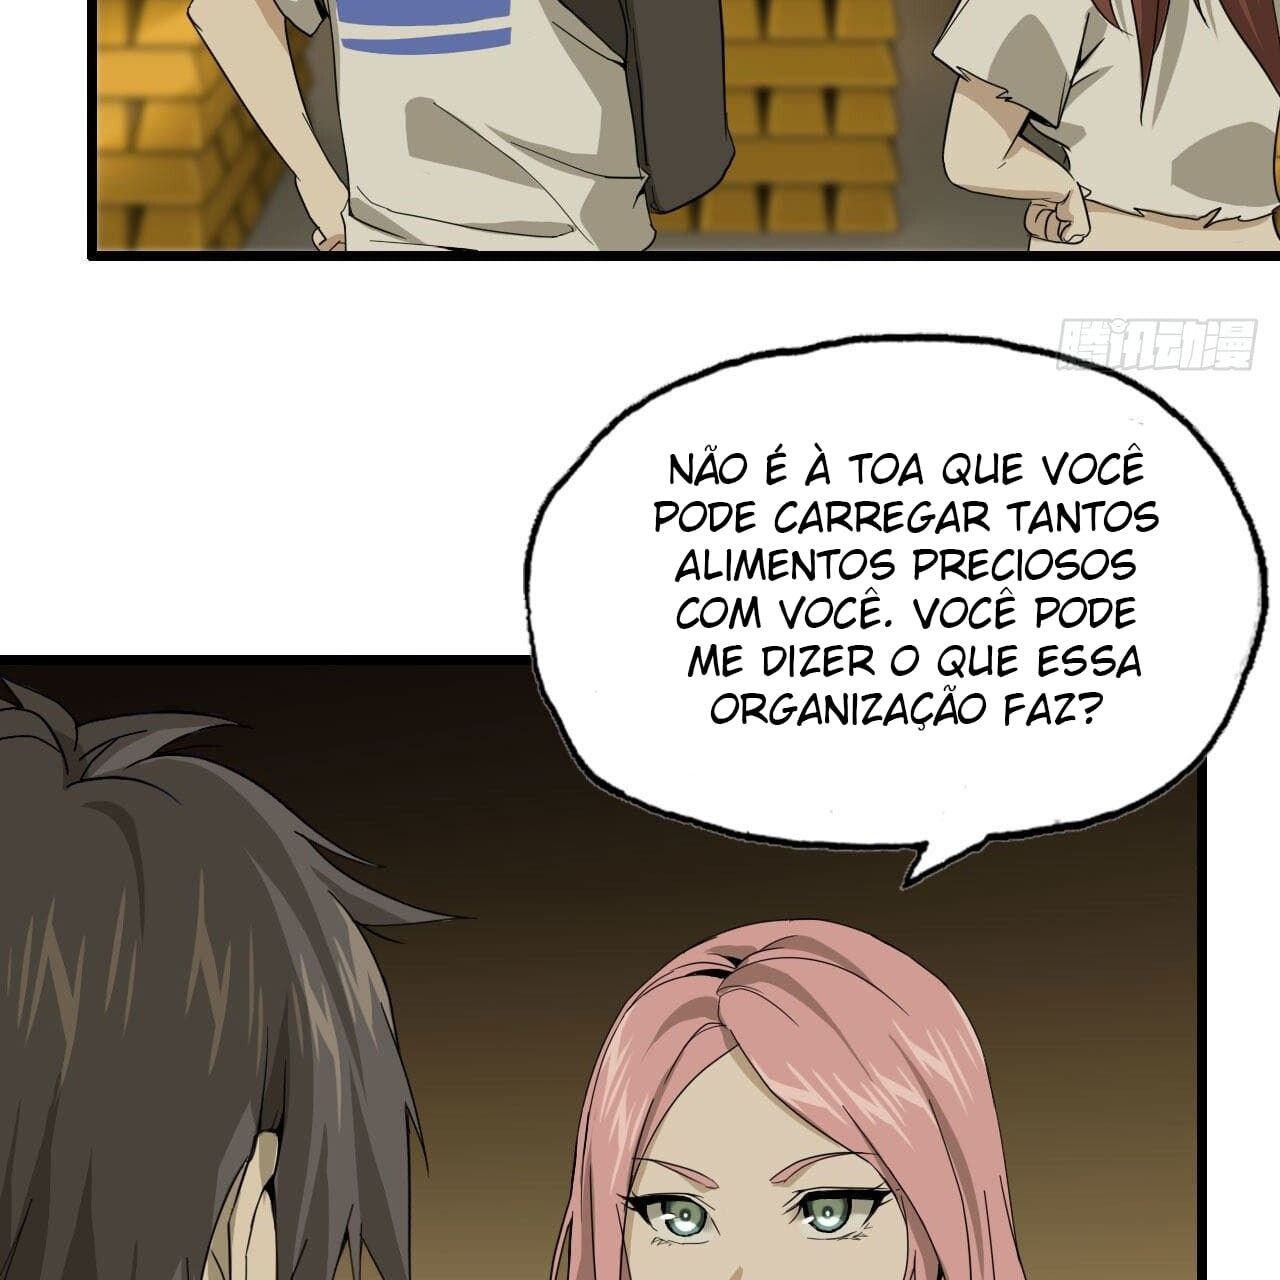 腾讯动漫
NÃO É À TOA QUE VOCÊ
PODE CARREGAR TANTOS
ALIMENTOS PRECIOSOS
COM VOCÊ. VOCÊ PODE
ME DIZER O QUE ESSA
ORGANIZAÇÃO FAZ?